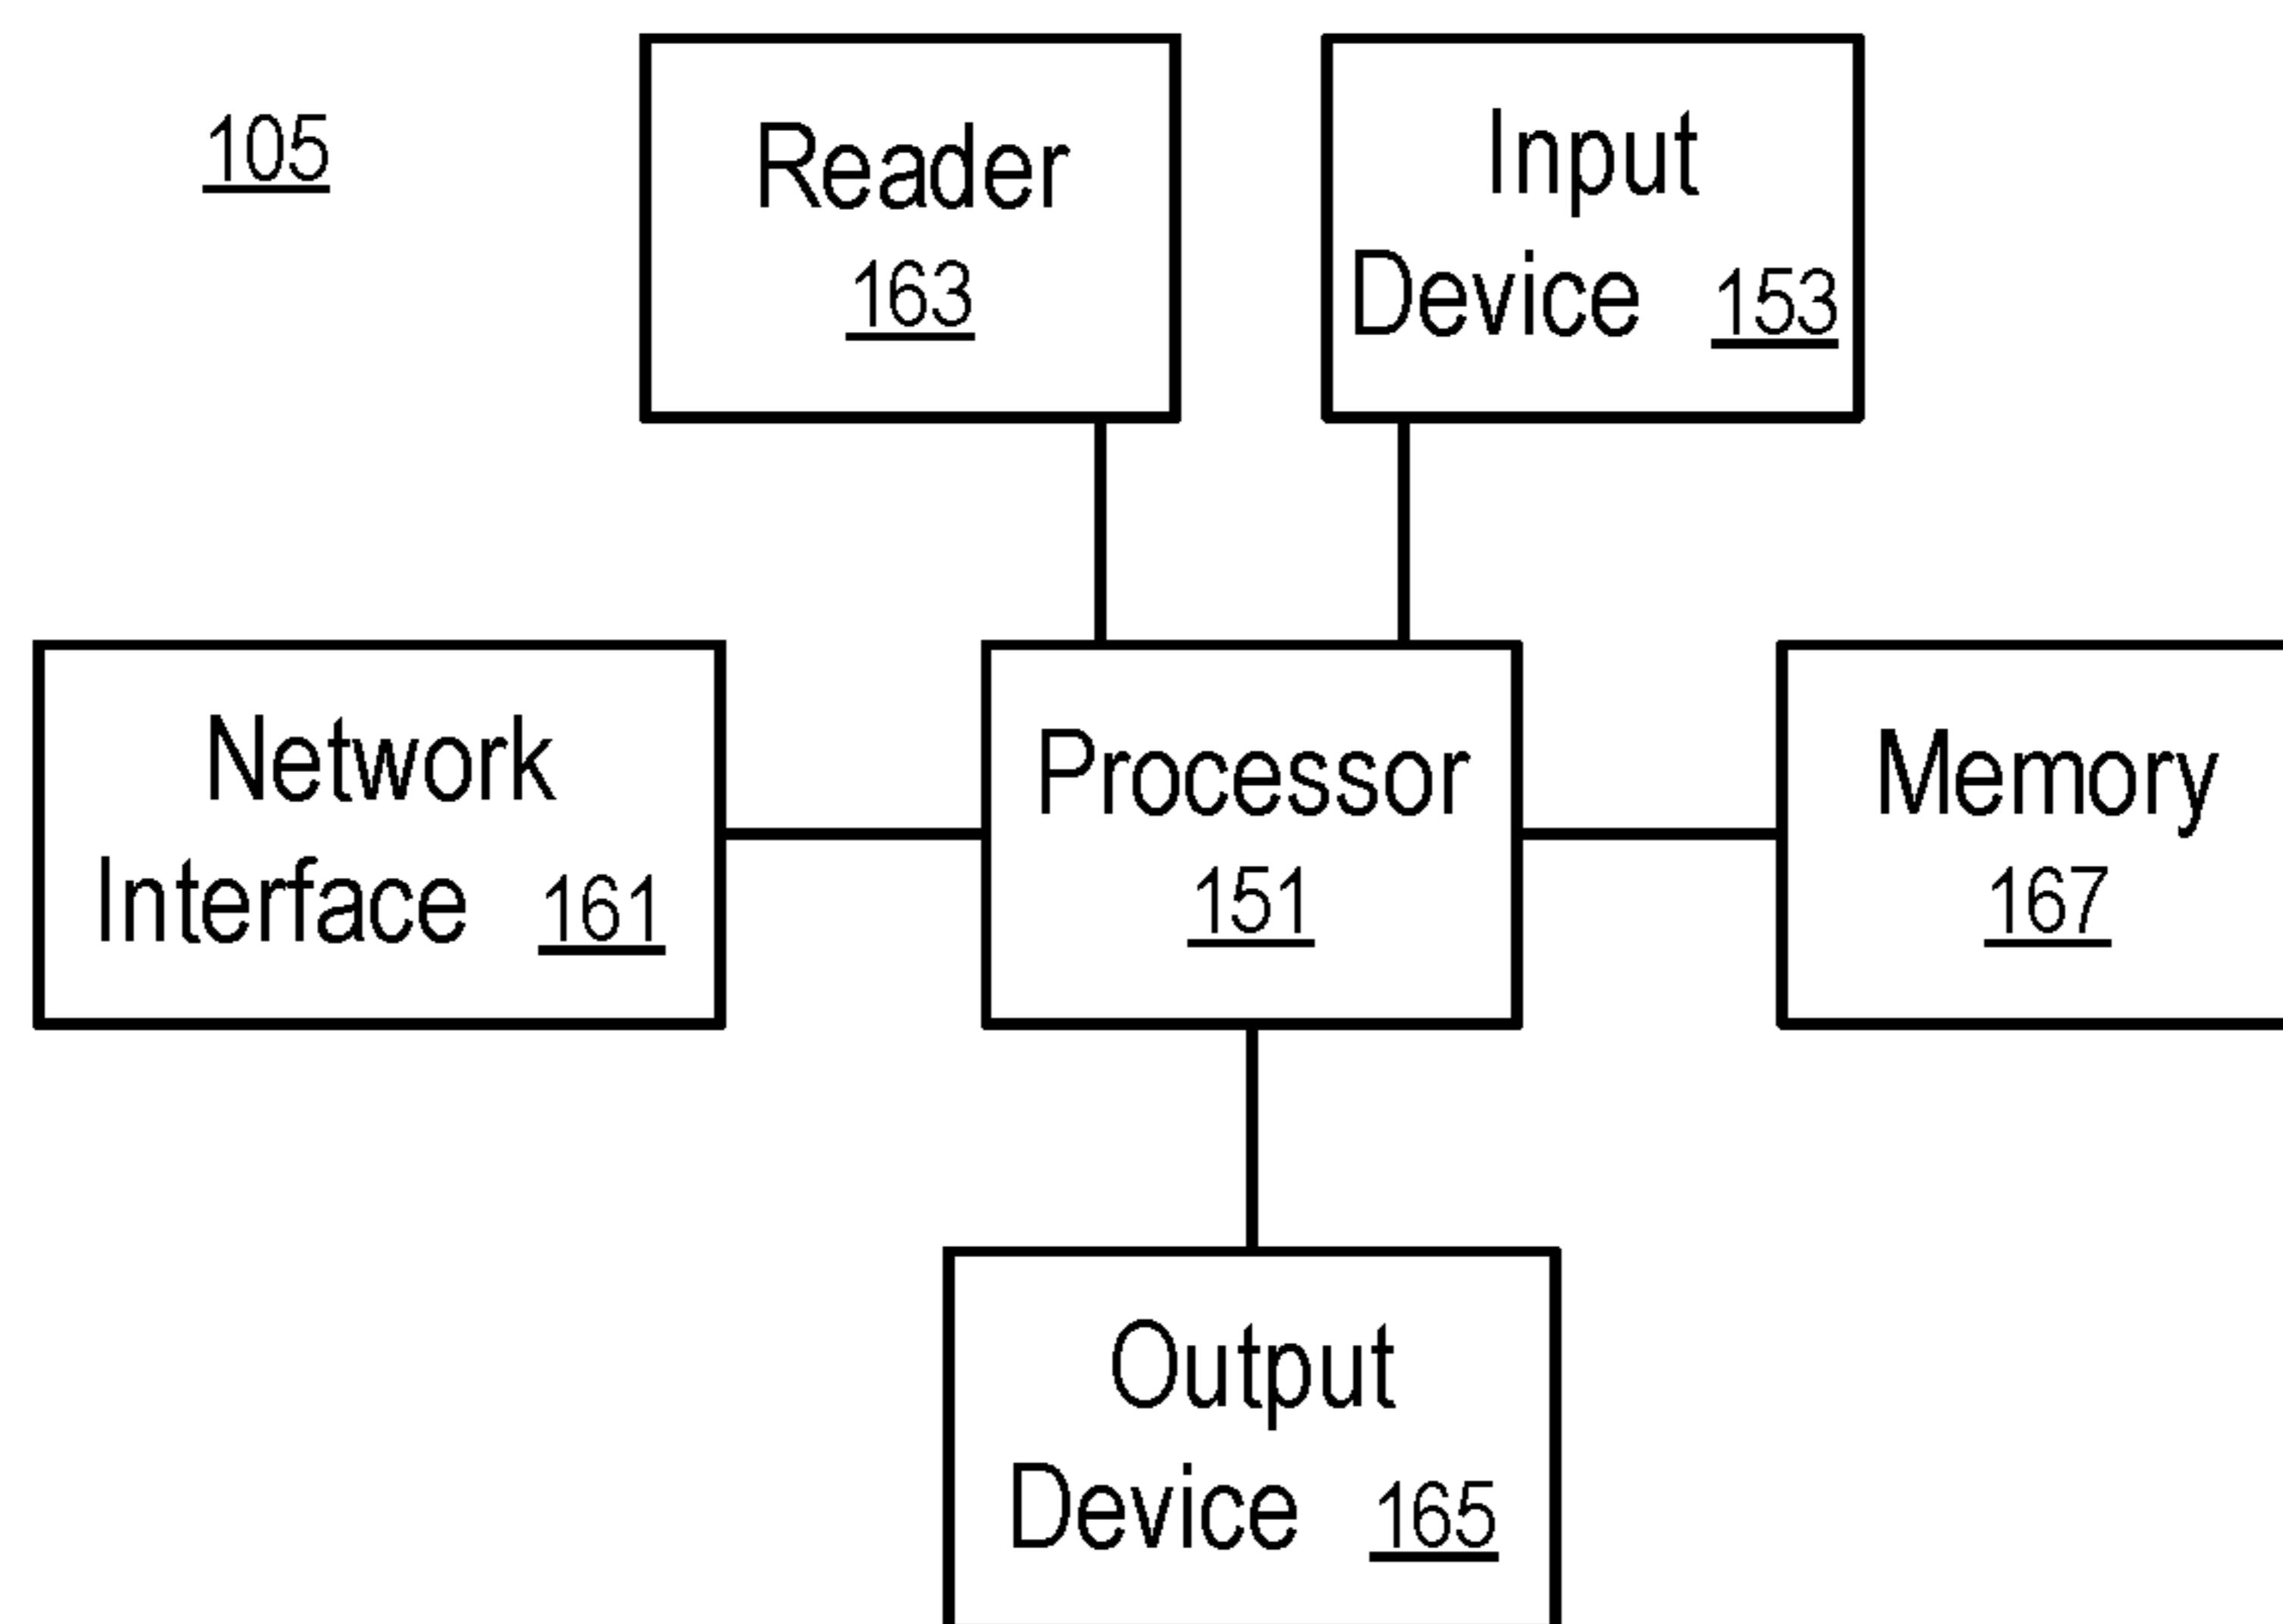 105
Reader
163
Input
Device 153
Network
Interface 161
Processor
151
Memory
167
Output
Device 165